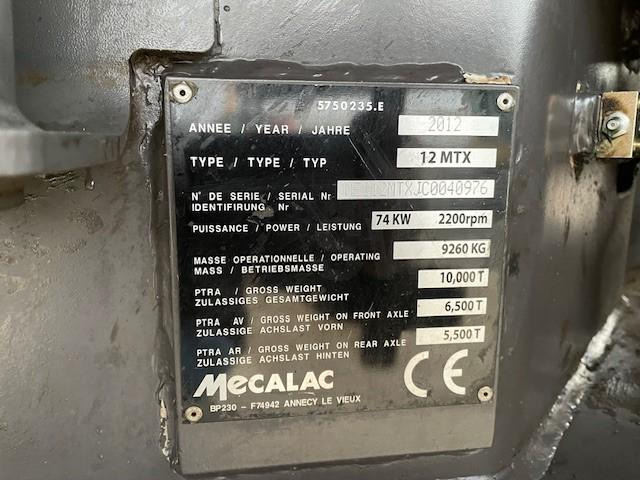 5750235.E
ANNEE / YEAR / JAHRE 2012
TYPE / TYPE / TYP 12 MTX
N° DE SERIE / SERIAL Nr
IDENTIFIRUNG Nr
PUISSANCE / POWER / LEISTUNG 74 KW 2200rpm
MASSE OPERATIONNELLE / OPERATING 9260 KG
MASS / BETRIEBSMASSE
PTRA / GROSS WEIGHT 10,000 T
ZULASSIGES GESAMTGEWICHT
PTRA AV / GROSS WEIGHT ON FRONT AXLE 6,500 T
ZULASSIGE ACHSLAST VORN
PTRA AR / GROSS WEIGHT ON REAR AXLE 5,500 T
ZULASSIGE ACHSLAST HINTEN
MECALAC CE
BP230 - F74942 ANNECY LE VIEUX